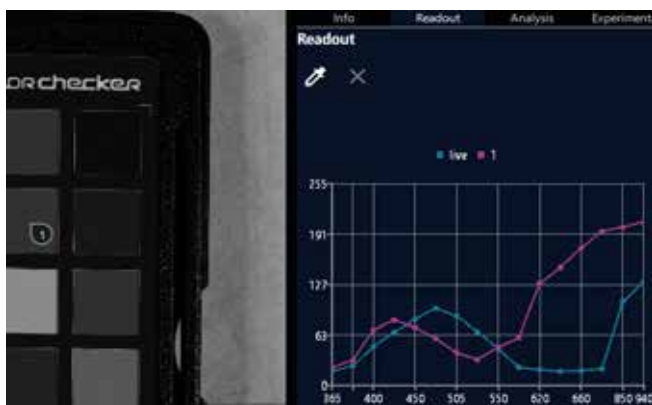 Info Readout Analysis Experiment
Readout
ORchecker
live 1
1
255
191
127
63
0
365 400 450 505 550 620 660 850 940